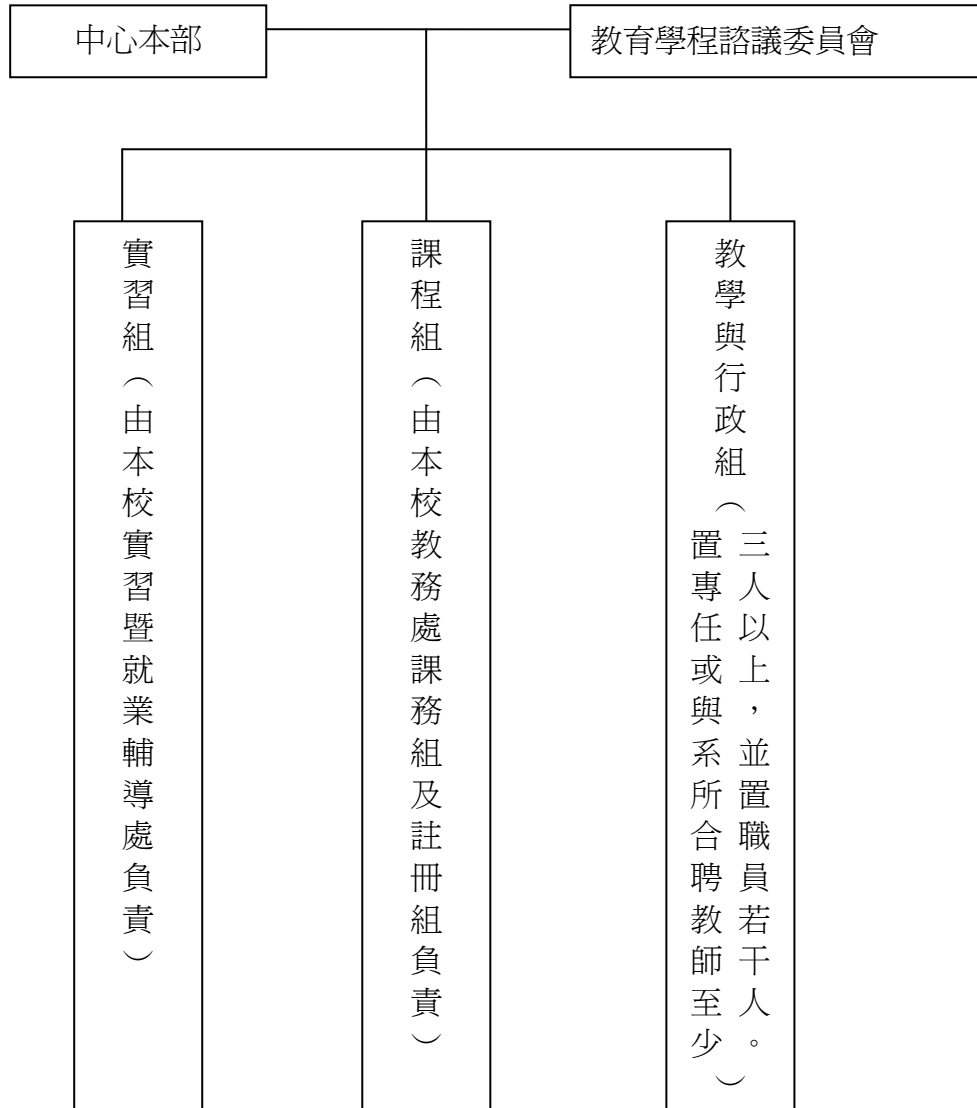 中心本部
教育學程諮議委員會
實習組（由本校實習暨就業輔導處負責）
課程組（由本校教務處課務組及註冊組負責）
教學與行政組（
置專任或與系所合聘教師至少
三人以上，並置職員若干人。
）